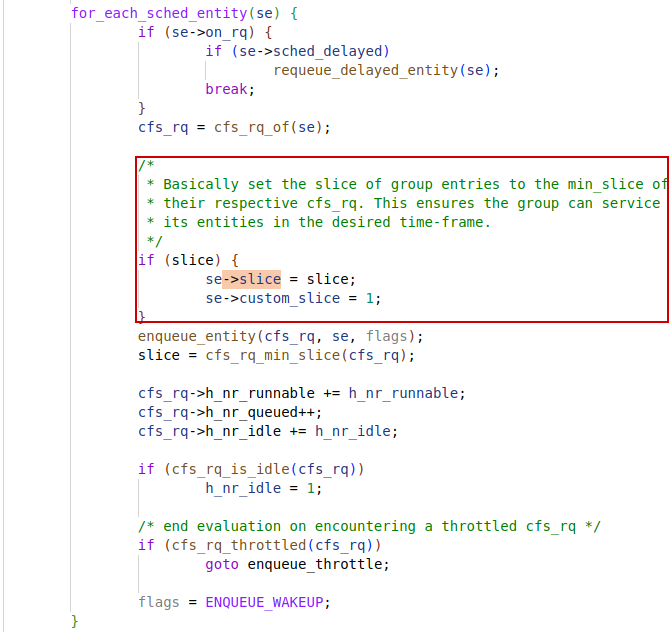 for_each_sched_entity(se) {
if (se->on_rq) {
if (se->sched_delayed)
requeue_delayed_entity(se);
break;
}
cfs_rq = cfs_rq_of(se);
/*
* Basically set the slice of group entries to the min_slice of
* their respective cfs_rq. This ensures the group can service
* its entities in the desired time-frame.
*/
if (slice) {
se->slice = slice;
se->custom_slice = 1;
}
enqueue_entity(cfs_rq, se, flags);
slice = cfs_rq_min_slice(cfs_rq);
cfs_rq->h_nr_runnable += h_nr_runnable;
cfs_rq->h_nr_queued++;
cfs_rq->h_nr_idle += h_nr_idle;
if (cfs_rq_is_idle(cfs_rq))
h_nr_idle = 1;
/* end evaluation on encountering a throttled cfs_rq */
if (cfs_rq_throttled(cfs_rq))
goto enqueue_throttle;
flags = ENQUEUE_WAKEUP;
}